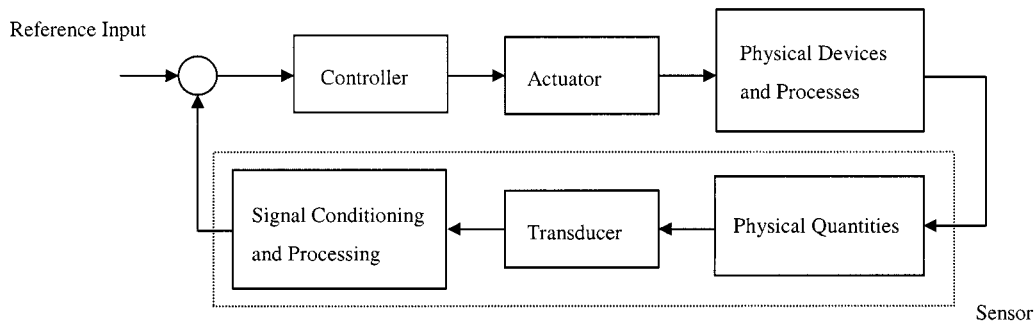 Reference Input
Controller
Actuator
Physical Devices
and Processes
Signal Conditioning
and Processing
Transducer
Physical Quantities
Sensor